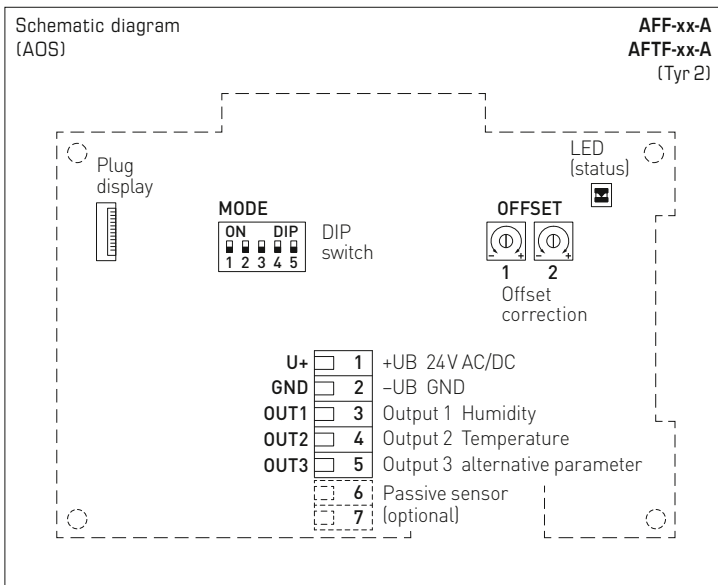 Schematic diagram
(AOS)
AFF-xx-A
AFTF-xx-A
(Tyr 2)
Plug
display
MODE
ON DIP
1 2 3 4 5
DIP
switch
LED
(status)
OFFSET
- + - +
1 2
Offset
correction
U+ 1 +UB 24V AC/DC
GND 2 –UB GND
OUT1 3 Output 1 Humidity
OUT2 4 Output 2 Temperature
OUT3 5 Output 3 alternative parameter
6 Passive sensor
7 (optional)